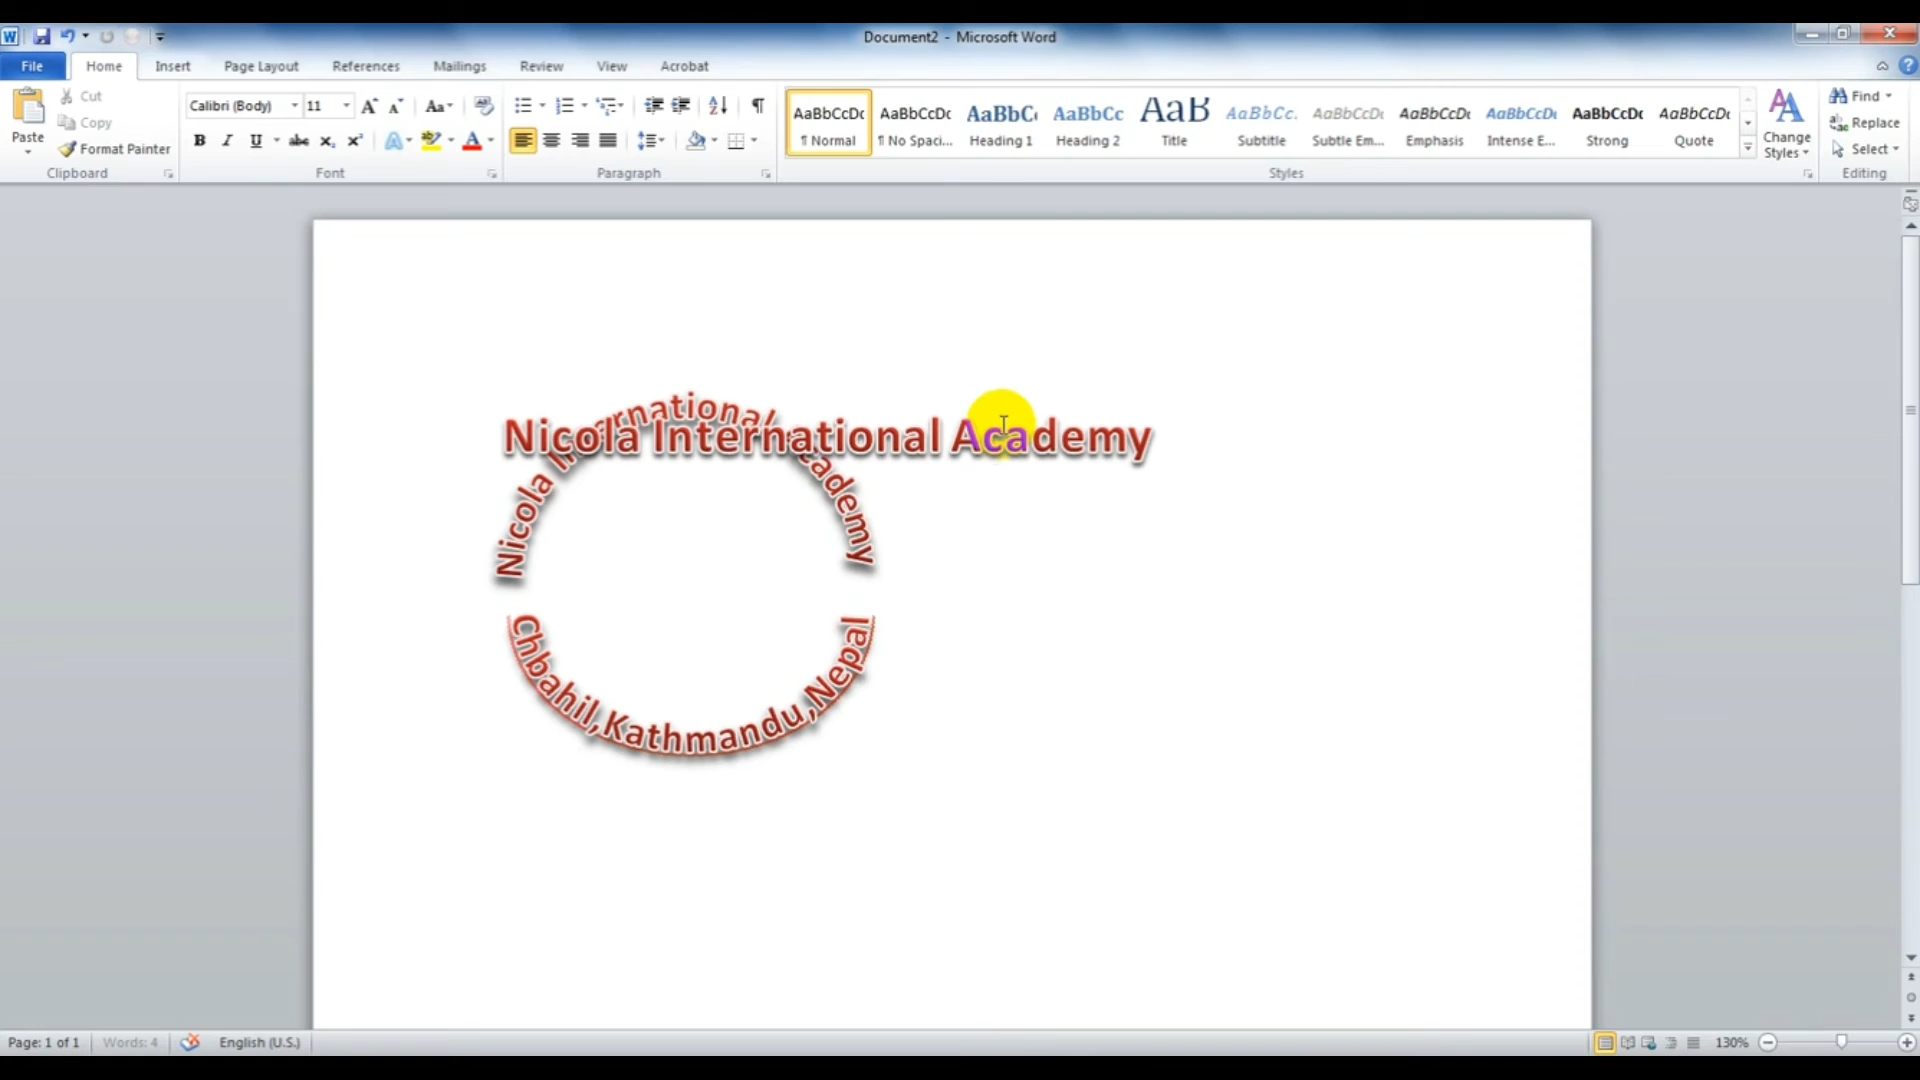 Document2 - Microsoft Word
File Home Insert Page Layout References Mailings Review View Acrobat
Paste
Cut
Copy
Format Painter
Clipboard
Calibri (Body) 11
Font
Paragraph
AaBbCcDc AaBbCcDc AaBbC AaBbCc AaB AaBbCc. AaBbCcDc AaBbCcDc AaBbCcDc AaBbCcDc AaBbCcDc
¶ Normal ¶ No Spaci... Heading 1 Heading 2 Title Subtitle Subtle Em... Emphasis Intense E... Strong Quote
Styles
Change Styles
Find
Replace
Select
Editing
Nicola International Academy
Nicola International Academy
Chbahil,Kathmandu,Nepal
Page: 1 of 1 Words: 4 English (U.S.) 130%